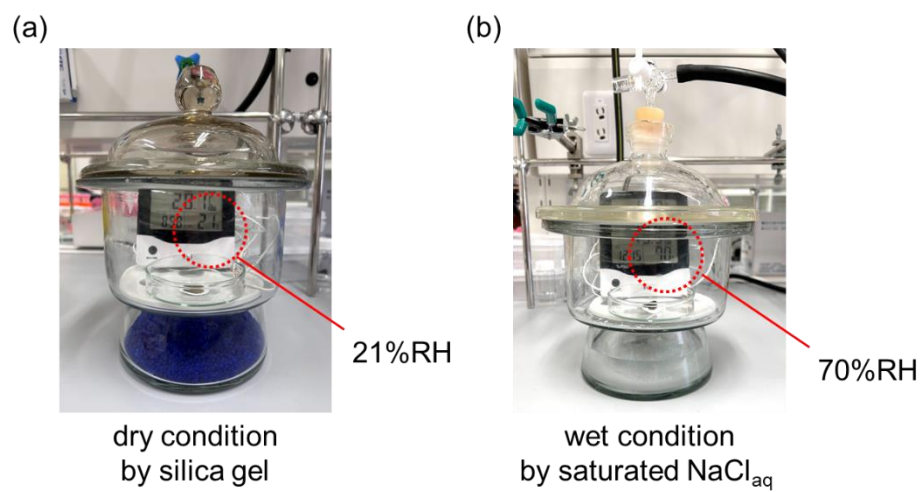 (a)
(b)
21%RH
70%RH
dry condition
by silica gel
wet condition
by saturated NaClaq